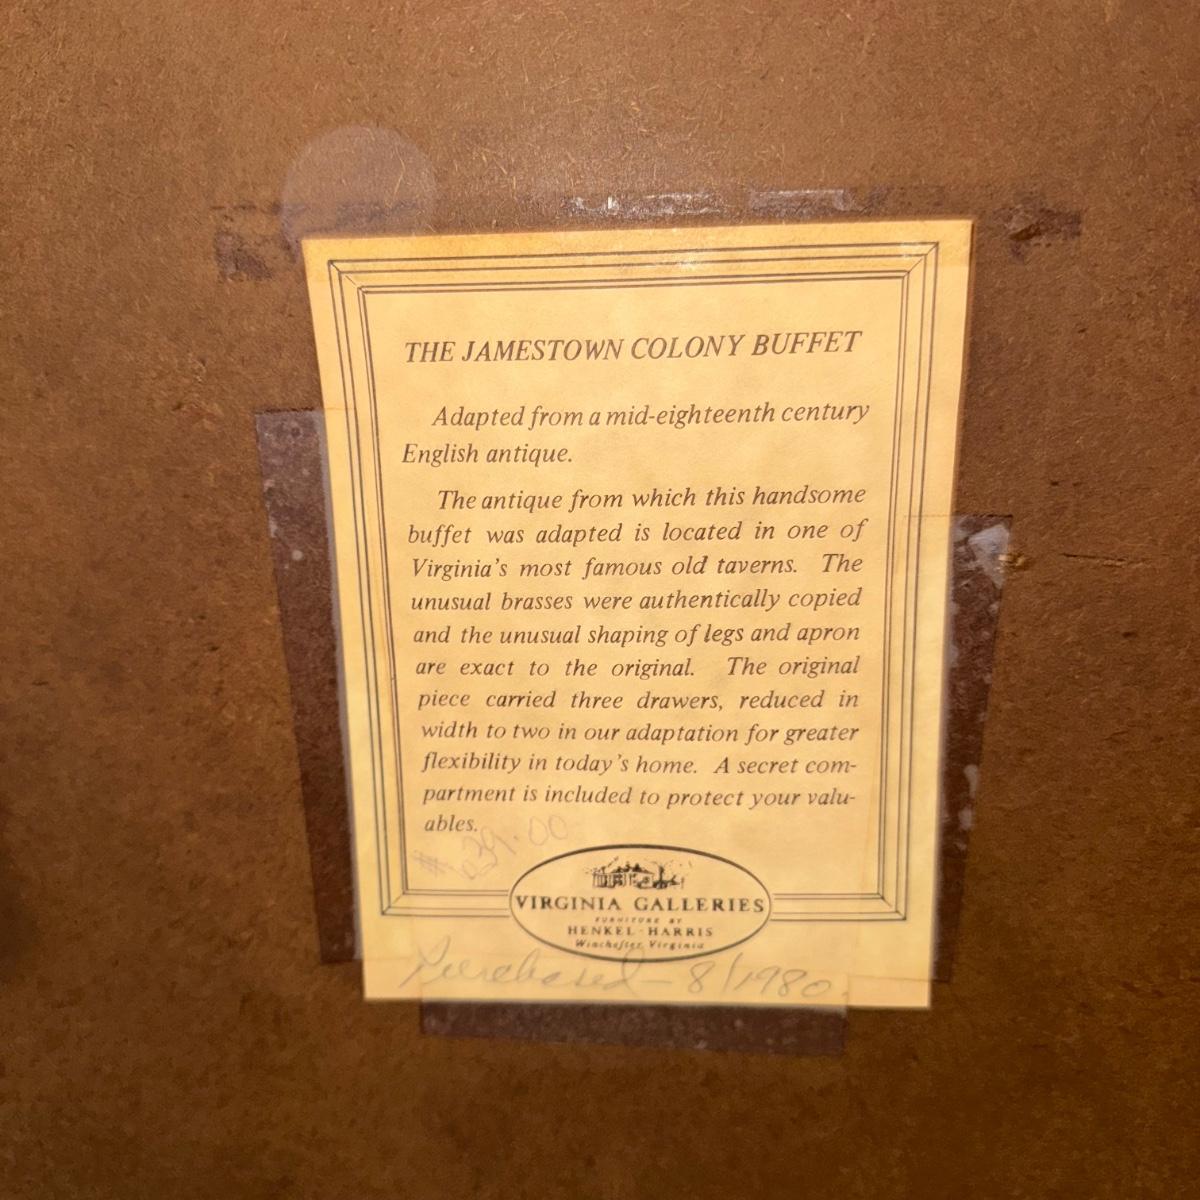 THE JAMESTOWN COLONY BUFFET
Adapted from a mid-eighteenth century
English antique.
The antique from which this handsome
buffet was adapted is located in one of
Virginia's most famous old taverns. The
unusual brasses were authentically copied
and the unusual shaping of legs and apron
are exact to the original. The original
piece carried three drawers, reduced in
width to two in our adaptation for greater
flexibility in today's home. A secret com-
partment is included to protect your valu-
ables.
VIRGINIA GALLERIES
FURNITURE BY
HENKEL-HARRIS
Winchester, Virginia
Purchased - 8/1980.